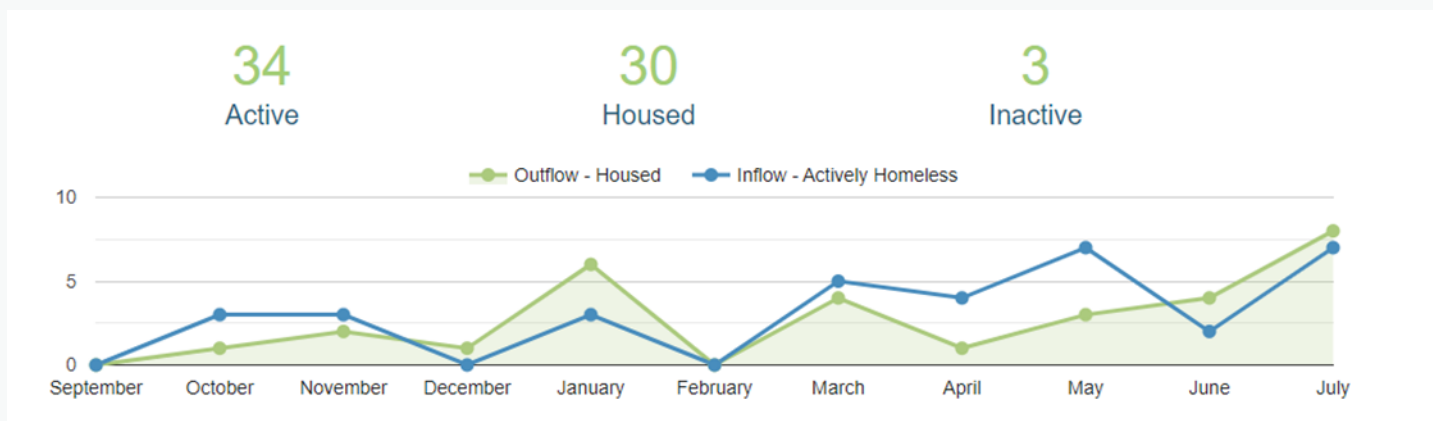 34 30 3
Active Housed Inactive
Outflow - Housed Inflow - Actively Homeless
10
5
0
September October November December January February March April May June July